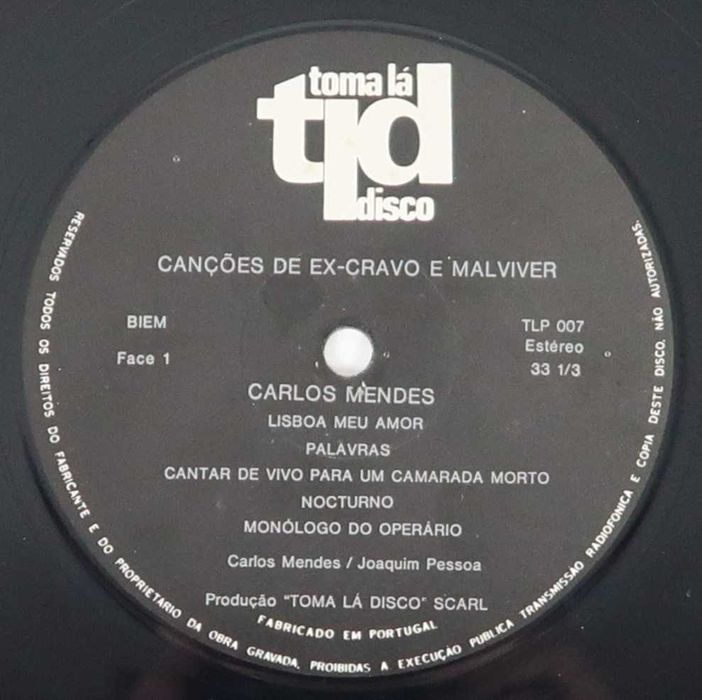 toma lá
tld
disco
CANÇÕES DE EX-CRAVO E MALVIVER
BIEM
Face 1
TLP 007
Estéreo
33 1/3
CARLOS MENDES
LISBOA MEU AMOR
PALAVRAS
CANTAR DE VIVO PARA UM CAMARADA MORTO
NOCTURNO
MONÓLOGO DO OPERÁRIO
Carlos Mendes / Joaquim Pessoa
Produção "TOMA LÁ DISCO" SCARL
FABRICADO EM PORTUGAL
RESERVADOS TODOS OS DIREITOS DO FABRICANTE E DO PROPRIETARIO DA OBRA GRAVADA, PROIBIDAS A EXECUÇÃO PUBLICA TRANSMISSÃO RADIOFONICA E COPIA DESTE DISCO, NÃO AUTORIZADAS.